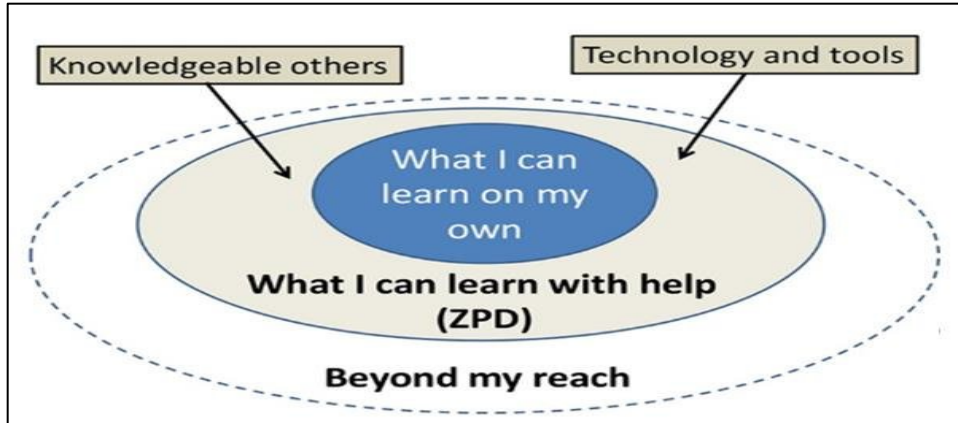 Knowledgeable others
Technology and tools
What I can
learn on my
own
What I can learn with help
(ZPD)
Beyond my reach